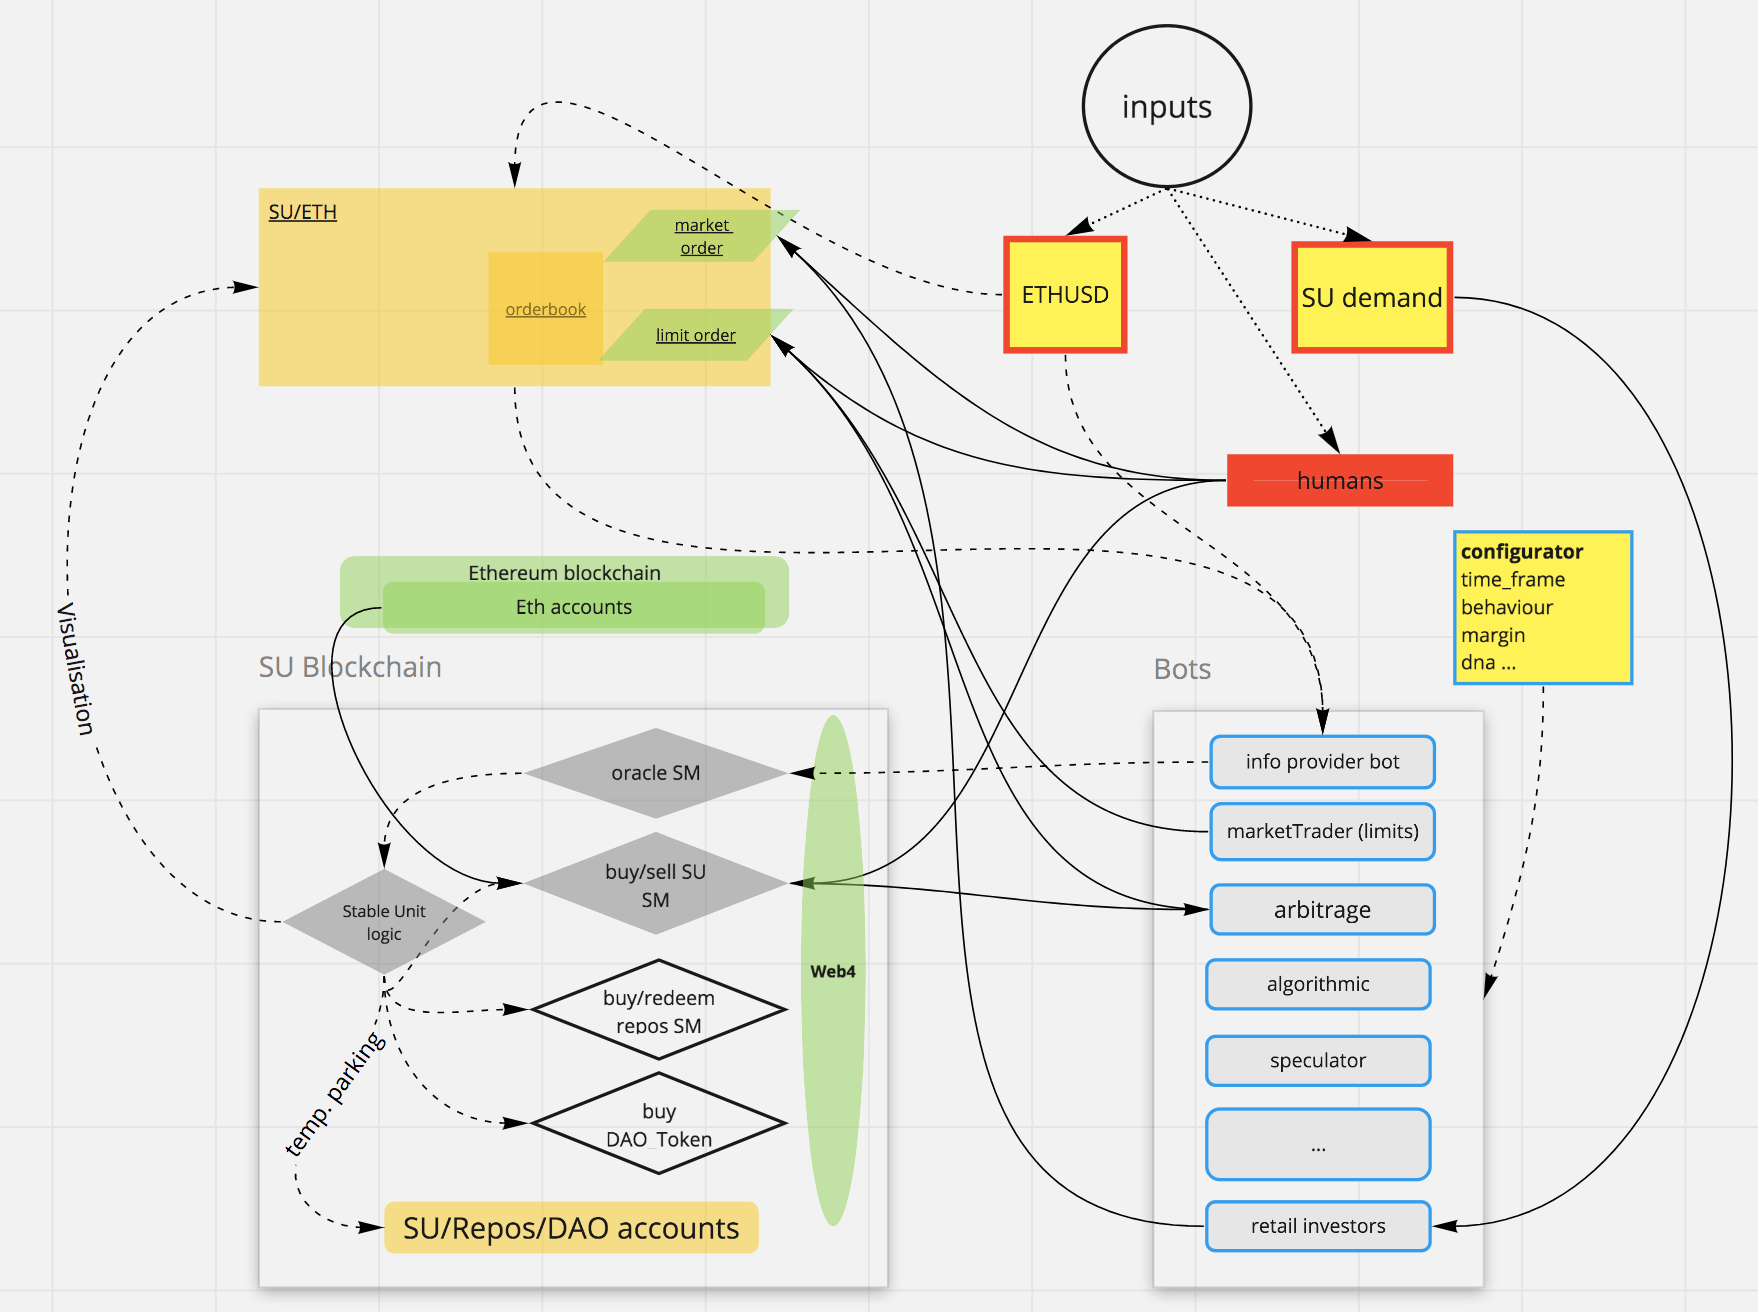 inputs
SU/ETH
market
order
orderbook
limit order
ETHUSD
SU demand
humans
configurator
time_frame
behaviour
margin
dna ...
Ethereum blockchain
Eth accounts
Visualisation
SU Blockchain
Bots
oracle SM
info provider bot
marketTrader (limits)
buy/sell SU
SM
Stable Unit
logic
arbitrage
Web4
algorithmic
buy/redeem
repos SM
speculator
temp. parking
buy
DAO_Token
...
SU/Repos/DAO accounts
retail investors